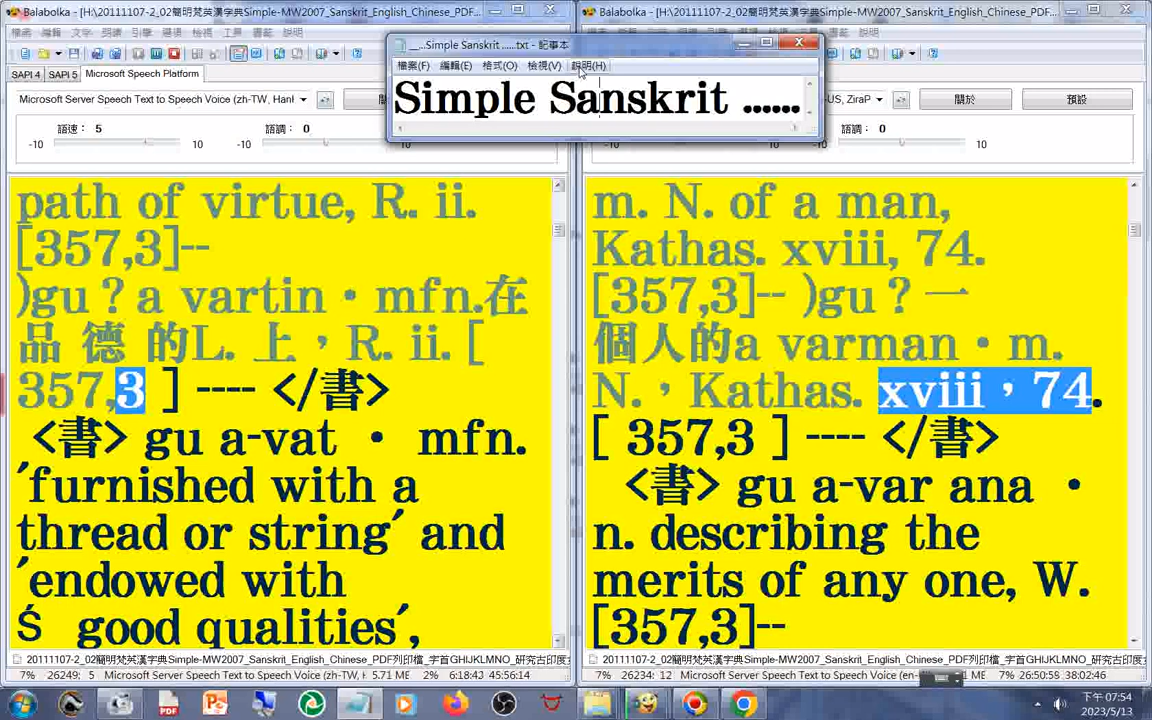 Balabolka - [H:\20111107-2_02簡明梵英漢字典Simple-MW2007_Sanskrit_English_Chinese_PDF...
Balabolka - [H:\20111107-2_02簡明梵英漢字典Simple-MW2007_Sanskrit_English_Chinese_PDF...
__...Simple Sanskrit ......txt - 記事本
檔案(F) 編輯(E) 格式(O) 檢視(V) 說明(H)
Simple Sanskrit ......
SAPI 4 SAPI 5 Microsoft Speech Platform
Microsoft Server Speech Text to Speech Voice (zh-TW, Hanl
-US, ZiraP 關於 預設
語速： 5 語調： 0
-10 10 -10
語調： 0
-10 10
path of virtue, R. ii.
[357,3]--
)gu？a vartin・mfn.在
品 德 的L. 上，R. ii. [
357,3 ] ---- </書>
<書> gu a-vat ・ mfn.
'furnished with a
thread or string' and
'endowed with
Ś good qualities',
m. N. of a man,
Kathas. xviii, 74.
[357,3]-- )gu？一
個人的a varman・m.
N.，Kathas. xviii，74.
[ 357,3 ] ---- </書>
<書> gu a-var ana ・
n. describing the
merits of any one, W.
[357,3]--
20111107-2_02簡明梵英漢字典Simple-MW2007_Sanskrit_English_Chinese_PDF列印檔_字首GHIJKLMNO_研究古印度
20111107-2_02簡明梵英漢字典Simple-MW2007_Sanskrit_English_Chinese_PDF列印檔_字首GHIJKLMNO_研究古印度
7% 26249: 5 Microsoft Server Speech Text to Speech Voice (zh-TW, Ha 5.71 ME 2% 6:18:43 45:56:14
7% 26234: 12 Microsoft Server Speech Text to Speech Voice (en- 7% 26:50:58 38:02:46
下午 07:54
2023/5/13